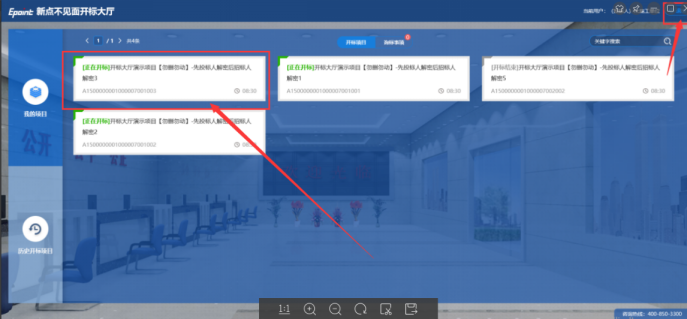 Epoint 新点不见面开标大厅
当前用户：
1 / 1 共4条
开标项目 指标事项
关键字搜索
[正在开标]开标大厅演示项目【勿删勿动】-先投标人解密后招标人
解密3
A1500000001000007001003 08:30
[正在开标]开标大厅演示项目【勿删勿动】-先投标人解密后招标人
解密1
A1500000001000007001001 08:30
[开标结束]开标大厅演示项目【勿删勿动】-先投标人解密后招标人
解密5
A1500000001000007002002 08:30
[正在开标]开标大厅演示项目【勿删勿动】-先投标人解密后招标人
解密2
A1500000001000007001002
我的项目
公开
历史开标项目
1:1
咨询热线：400-850-3300